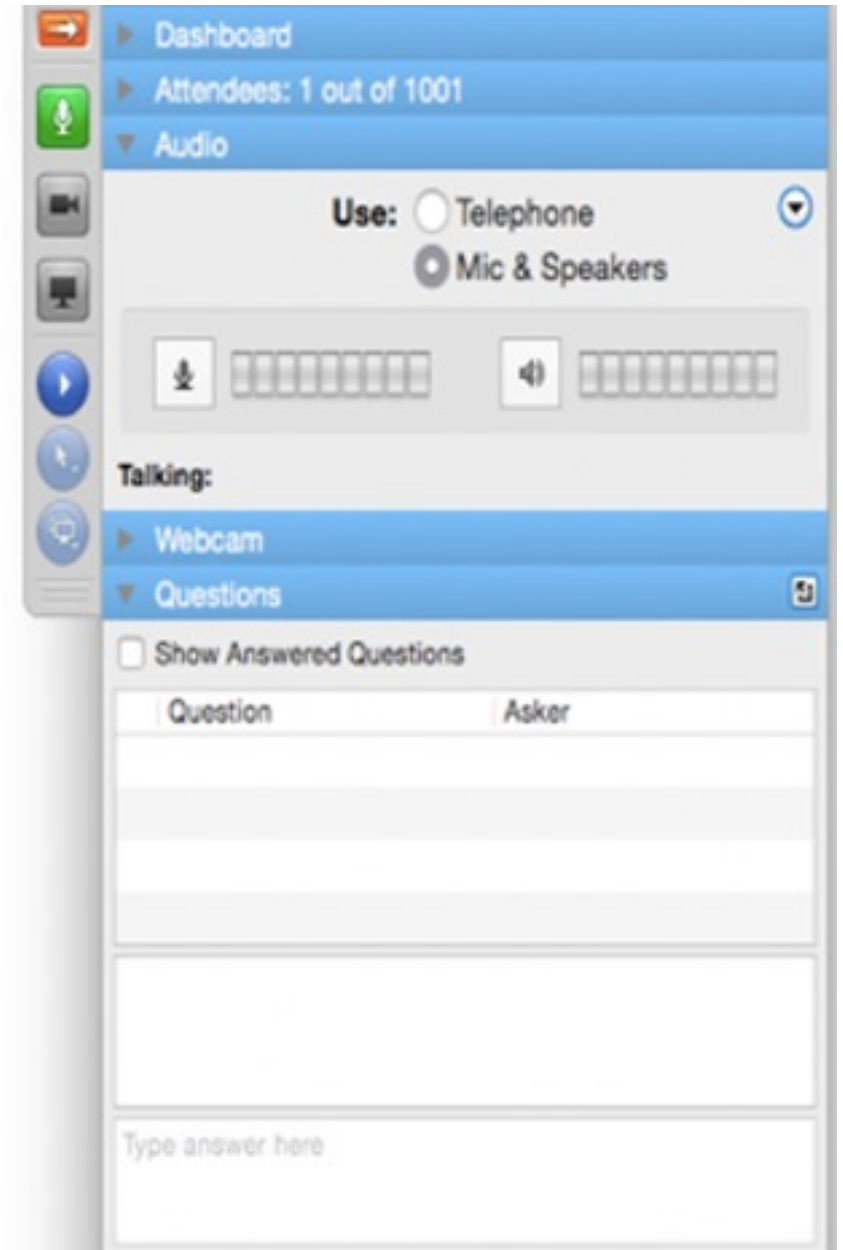 Dashboard
Attendees: 1 out of 1001
Audio
Use: Telephone
Mic & Speakers
Talking:
Webcam
Questions
Show Answered Questions
Question Asker
Type answer here